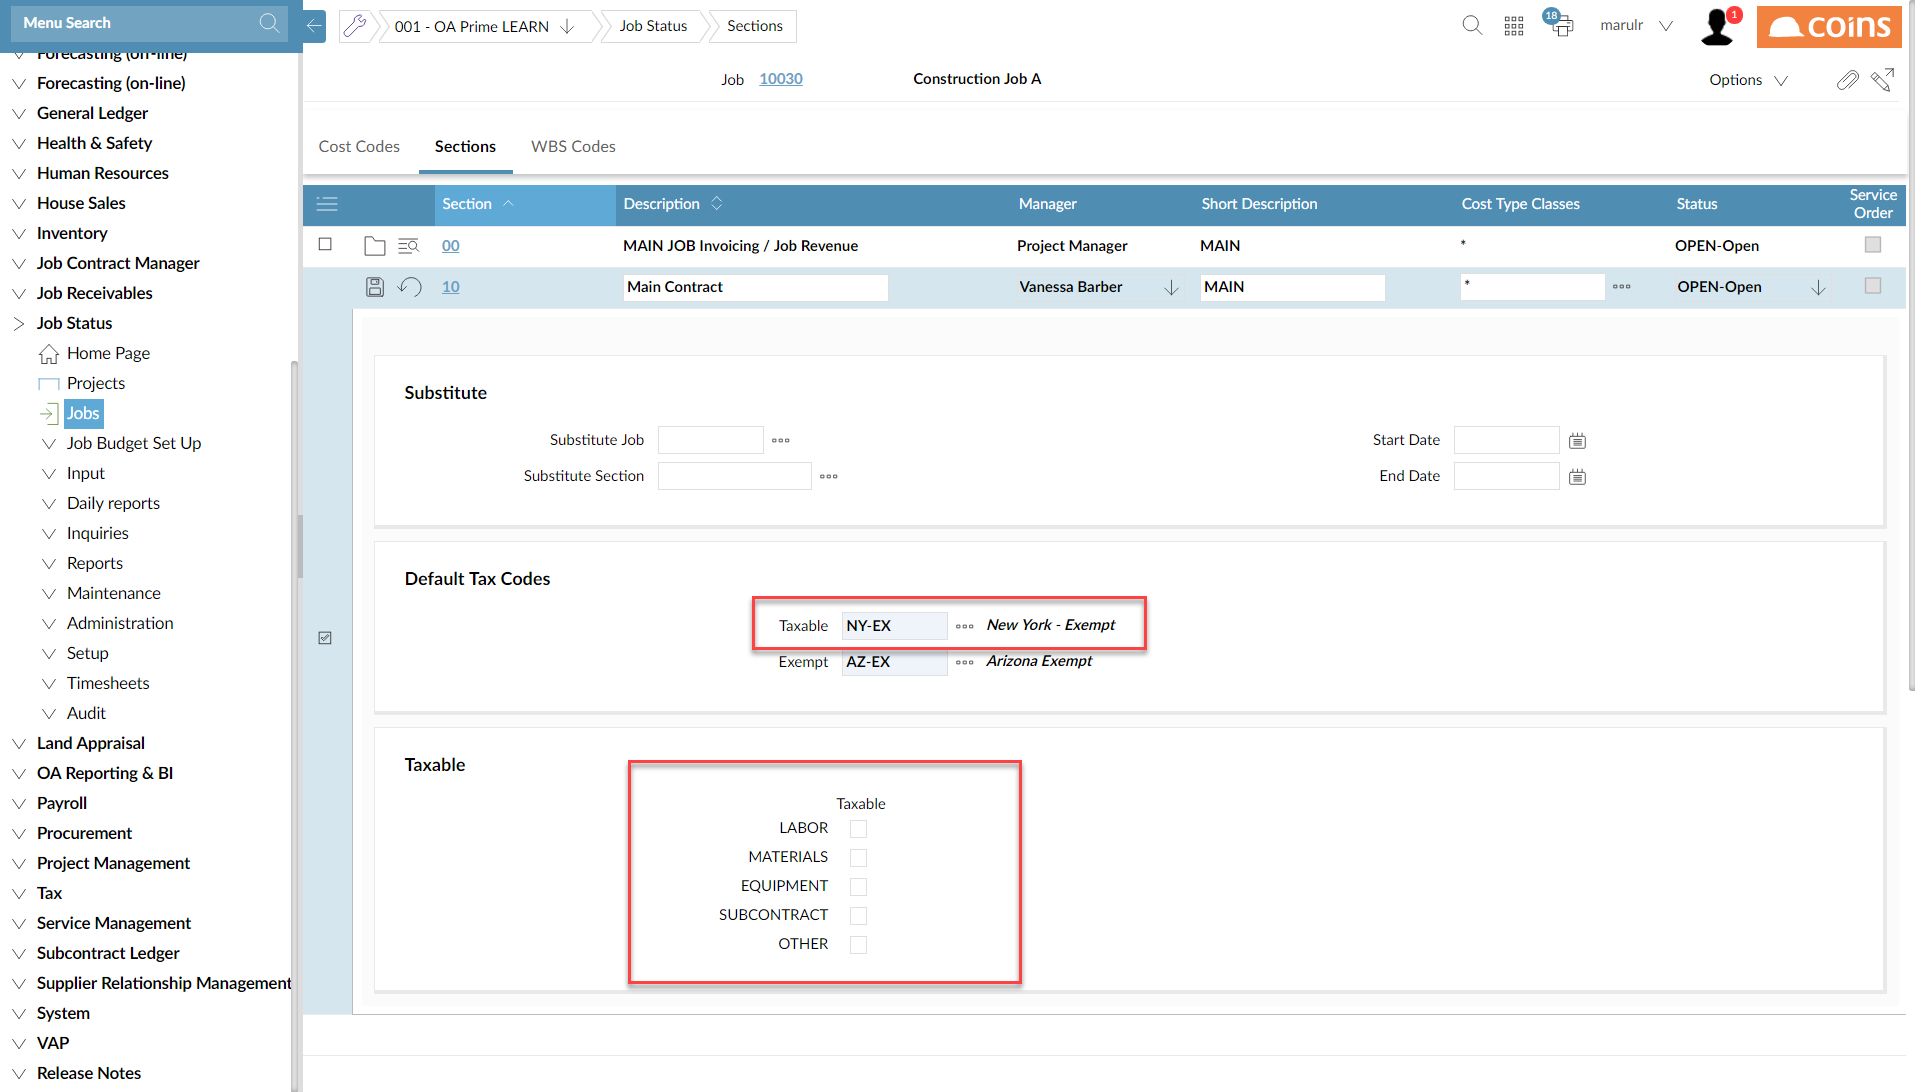 Menu Search
001 - OA Prime LEARN
Job Status
Sections
18
marulr
1
coins
Forecasting (on-line)
Forecasting (on-line)
General Ledger
Health & Safety
Human Resources
House Sales
Inventory
Job Contract Manager
Job Receivables
Job Status
Home Page
Projects
Jobs
Job Budget Set Up
Input
Daily reports
Inquiries
Reports
Maintenance
Administration
Setup
Timesheets
Audit
Land Appraisal
OA Reporting & BI
Payroll
Procurement
Project Management
Tax
Service Management
Subcontract Ledger
Supplier Relationship Management
System
VAP
Release Notes
Job 10030 Construction Job A
Options
Cost Codes Sections WBS Codes
Section Description Manager Short Description Cost Type Classes Status Service Order
00 MAIN JOB Invoicing / Job Revenue Project Manager MAIN * OPEN-Open
10 Main Contract Vanessa Barber MAIN * OPEN-Open
Substitute
Substitute Job Start Date
Substitute Section End Date
Default Tax Codes
Taxable NY-EX New York - Exempt
Exempt AZ-EX Arizona Exempt
Taxable
Taxable
LABOR
MATERIALS
EQUIPMENT
SUBCONTRACT
OTHER